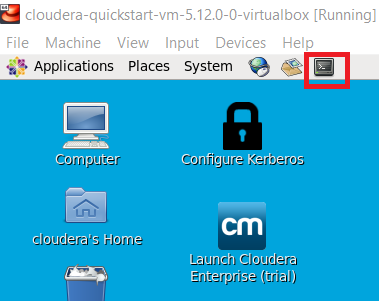 cloudera-quickstart-vm-5.12.0-0-virtualbox [Running]
File Machine View Input Devices Help
Applications Places System
Computer
Configure Kerberos
cloudera's Home
cm
Launch Cloudera
Enterprise (trial)